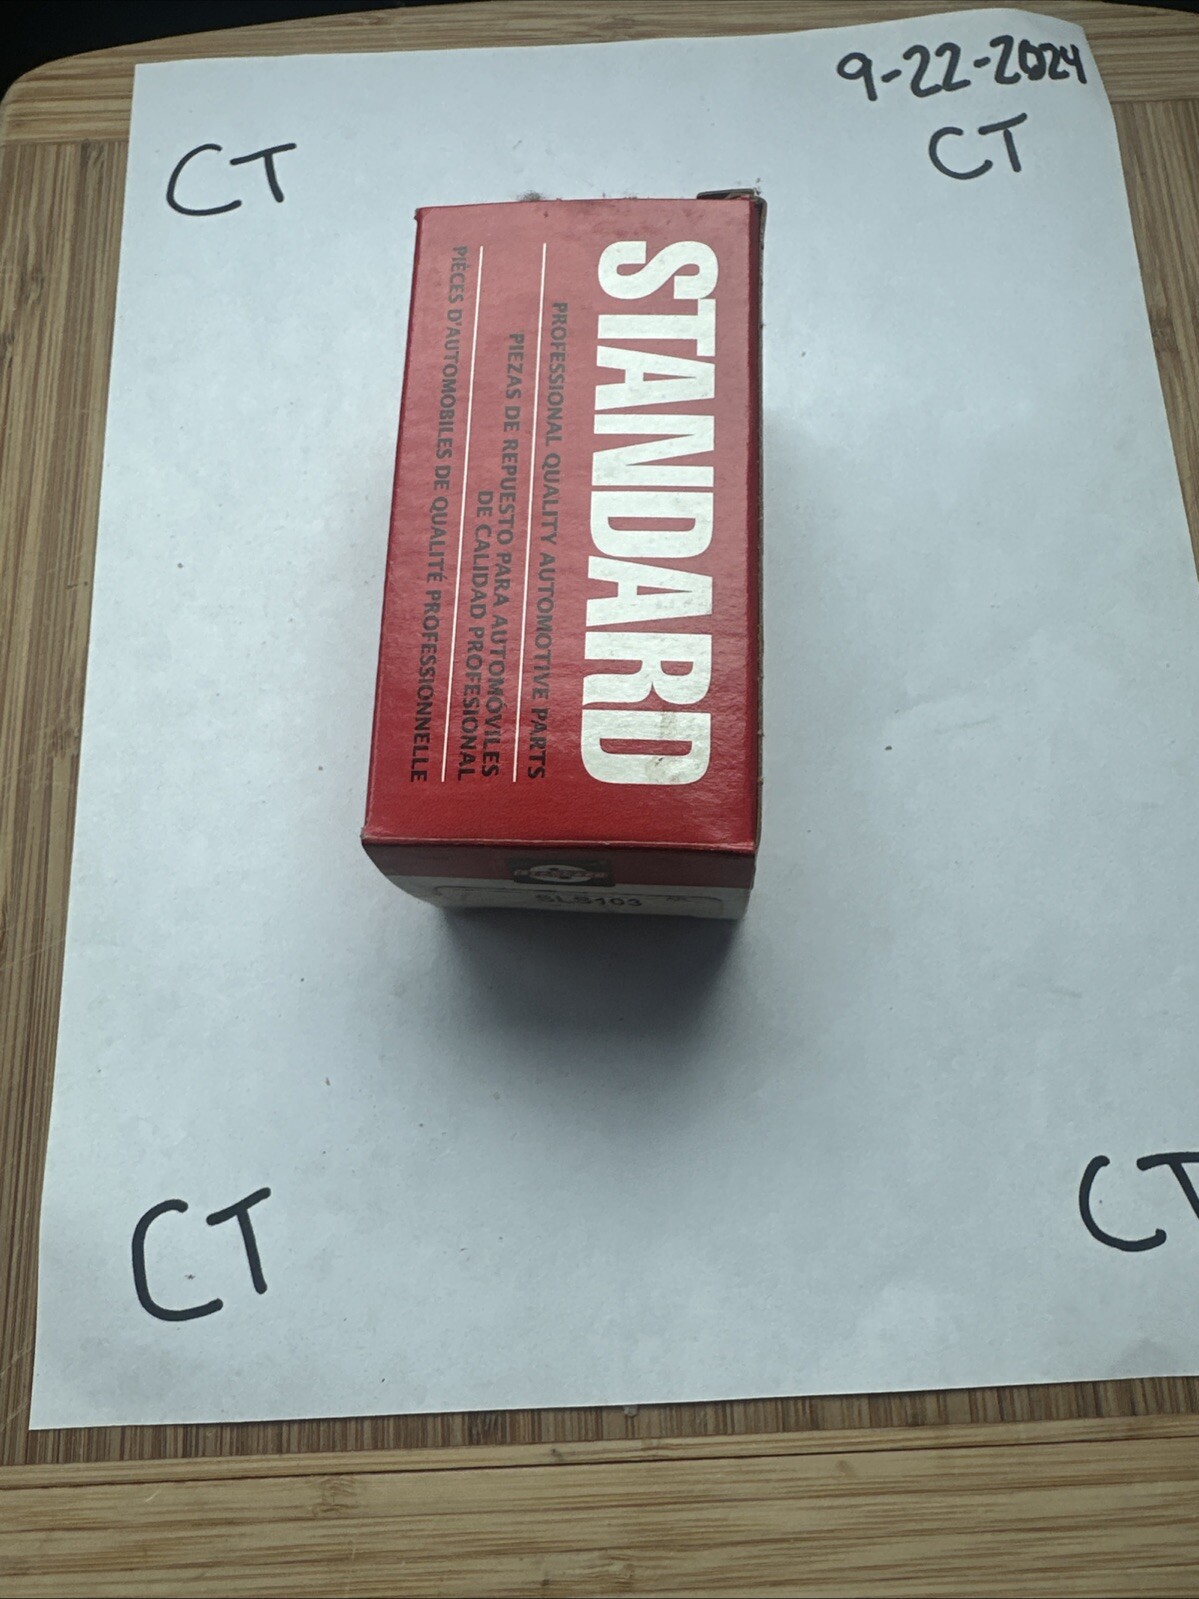 9-22-2024
CT
CT
STANDARD
PROFESSIONAL QUALITY AUTOMOTIVE PARTS
PIEZAS DE REPUESTO PARA AUTOMÓVILES
DE CALIDAD PROFESIONAL
PIÈCES D'AUTOMOBILES DE QUALITÉ PROFESSIONNELLE
SLS103
CT
CT